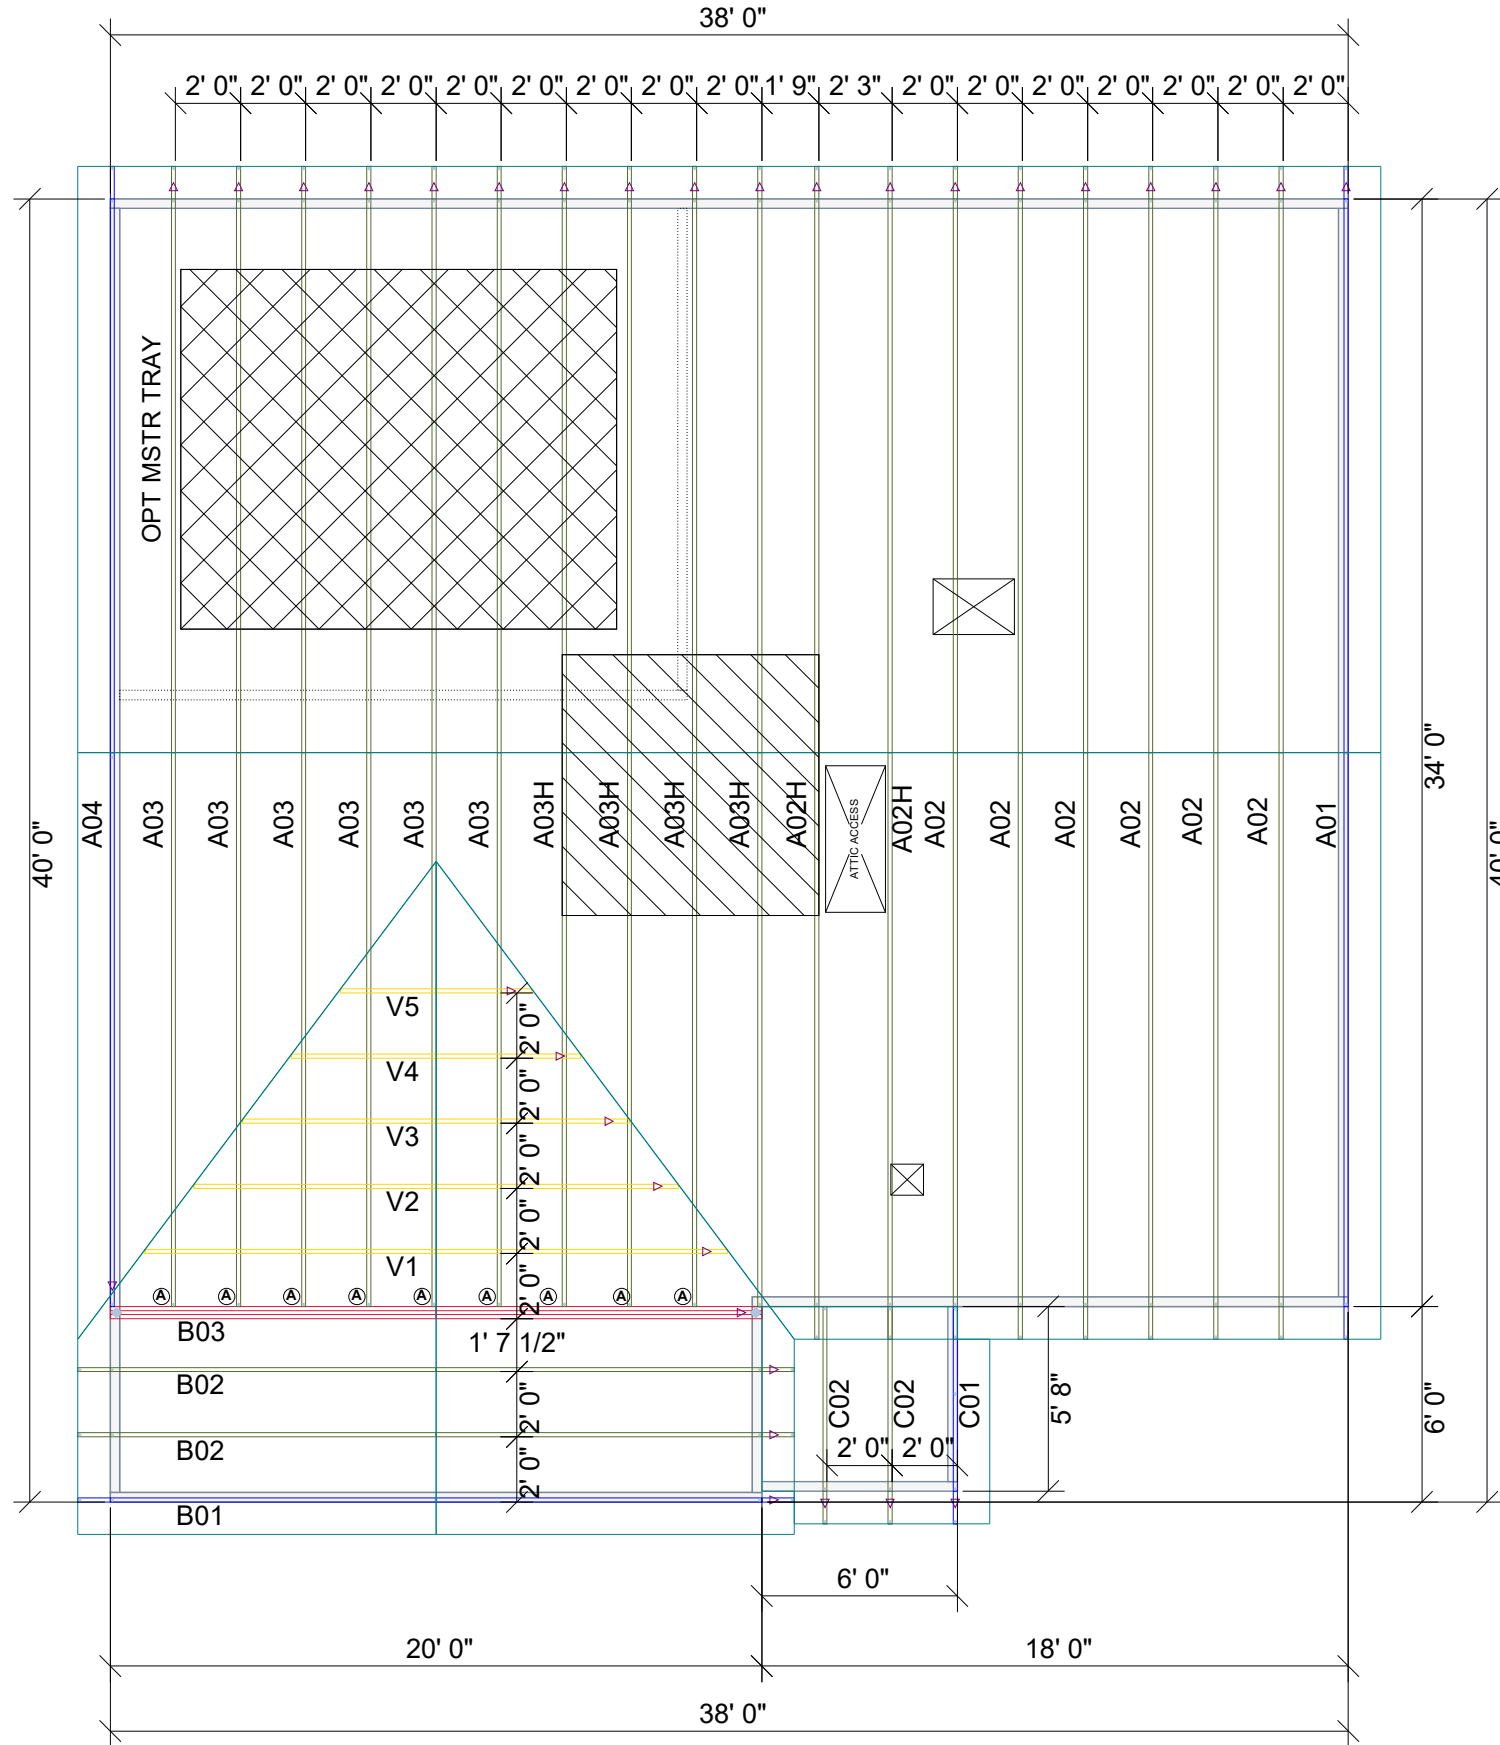 38' 0"
2' 0" 2' 0" 2' 0" 2' 0" 2' 0" 2' 0" 2' 0" 2' 0" 2' 0" 1' 9" 2' 3" 2' 0" 2' 0" 2' 0" 2' 0" 2' 0" 2' 0" 2' 0"
OPT MSTR TRAY
34' 0"
40' 0"
40' 0"
A04 A03 A03 A03 A03 A03 A03 A03H A03H A03H A03H A02H A02H A02 A02 A02 A02 A02 A02 A01
ATTIC ACCESS
V5
2' 0"
V4
2' 0"
V3
2' 0"
V2
2' 0"
V1
2' 0"
A A A A A A A A A
B03
1' 7 1/2"
B02
2' 0"
B02
2' 0"
B01
C02 C02 C01
2' 0" 2' 0"
5' 8"
6' 0"
6' 0"
20' 0" 18' 0"
38' 0"